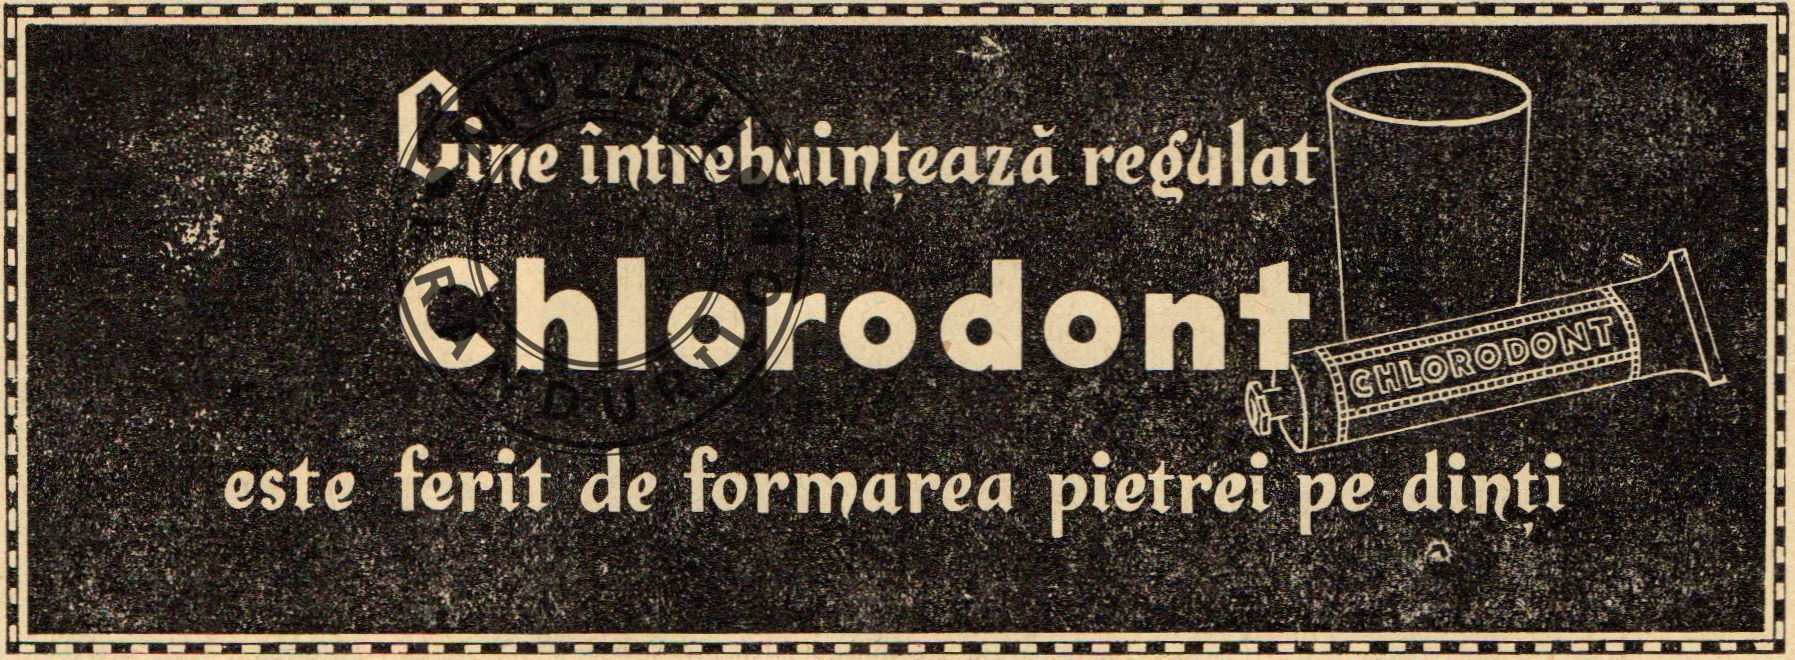 Cine întrebuințează regulat
Chlorodont
CHLORODONT
este ferit de formarea pietrei pe dinți